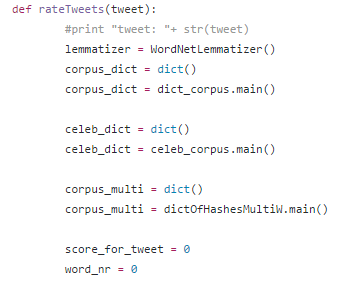 def rateTweets(tweet):
        #print "tweet: "+ str(tweet)
        lemmatizer = WordNetLemmatizer()
        corpus_dict = dict()
        corpus_dict = dict_corpus.main()

        celeb_dict = dict()
        celeb_dict = celeb_corpus.main()

        corpus_multi = dict()
        corpus_multi = dictOfHashesMultiW.main()

        score_for_tweet = 0
        word_nr = 0